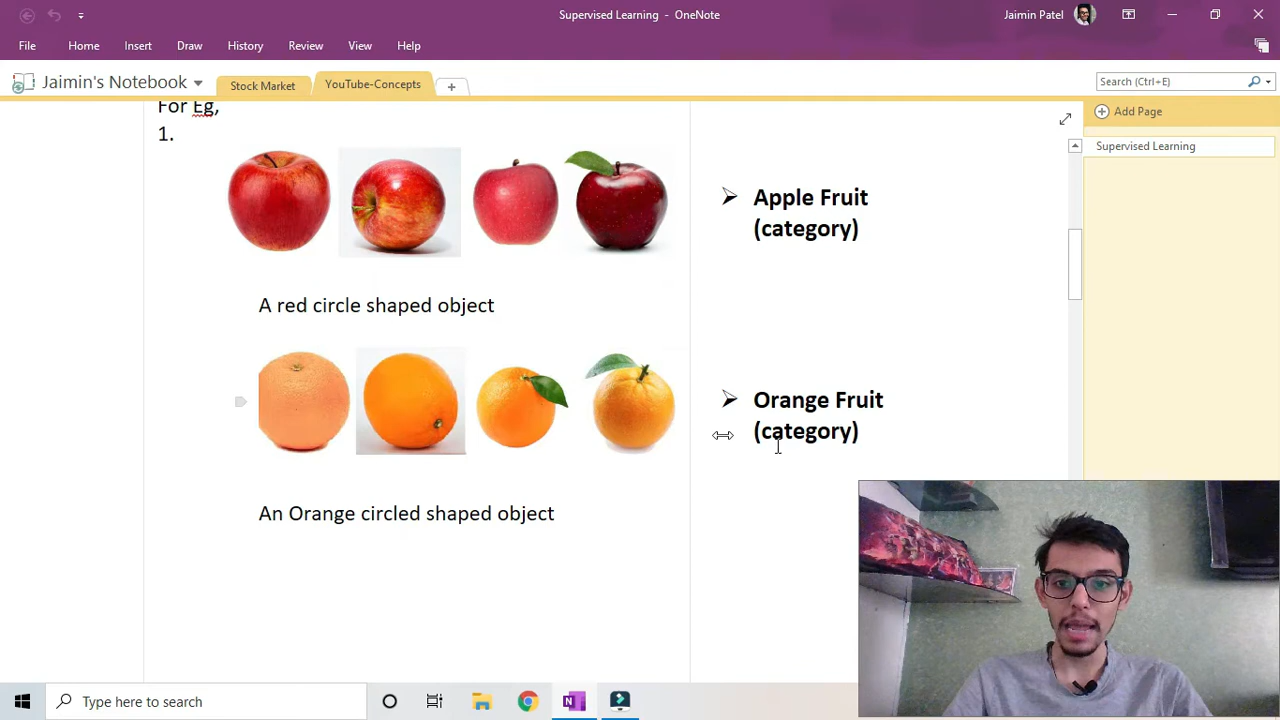 Supervised Learning - OneNote
Jaimin Patel
File Home Insert Draw History Review View Help
Jaimin's Notebook
Stock Market
YouTube-Concepts
Search (Ctrl+E)
Add Page
Supervised Learning
For Eg,
1.
Apple Fruit
(category)
A red circle shaped object
Orange Fruit
(category)
An Orange circled shaped object
Type here to search